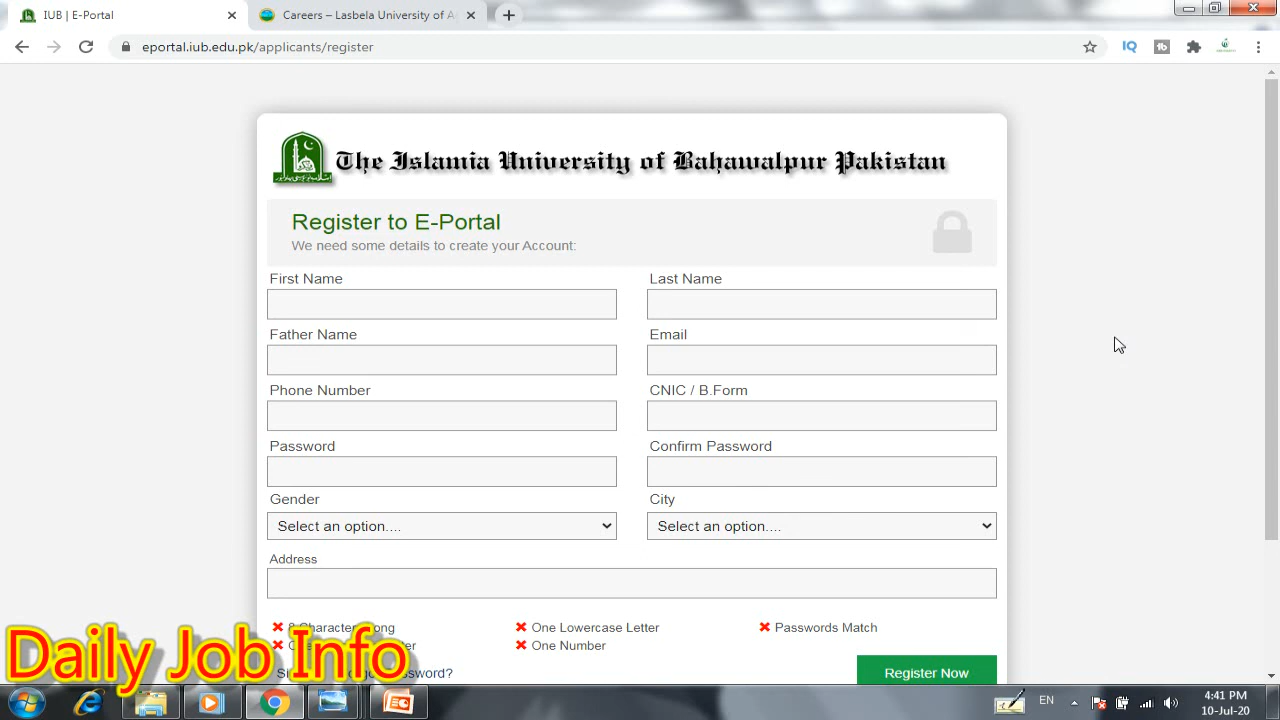 IUB | E-Portal
Careers – Lasbela University of A
eportal.iub.edu.pk/applicants/register
The Islamia University of Bahawalpur Pakistan
Register to E-Portal
We need some details to create your Account:
First Name
Last Name
Father Name
Email
Phone Number
CNIC / B.Form
Password
Confirm Password
Gender
City
Select an option....
Select an option....
Address
One Lowercase Letter
Passwords Match
One Number
Register Now
Daily Job Info
EN
4:41 PM
10-Jul-20